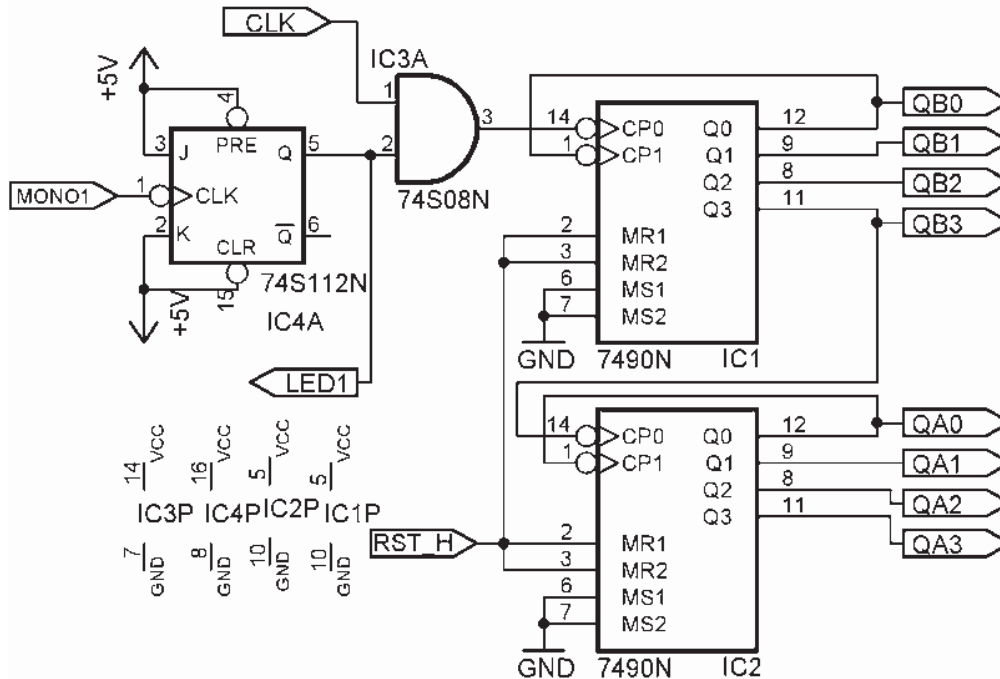 CLK
IC3A
+5V
4
1
3
2
74S08N
3
J
PRE
Q
5
MONO1
1
CLK
2
K
CLR
Q
6
15
74S112N
+5V
IC4A
LED1
14
CP0
Q0
12
QB0
1
CP1
Q1
9
QB1
Q2
8
QB2
Q3
11
QB3
2
MR1
3
MR2
6
MS1
7
MS2
GND
7490N
IC1
14
CP0
Q0
12
QA0
1
CP1
Q1
9
QA1
Q2
8
QA2
Q3
11
QA3
RST_H
2
MR1
3
MR2
6
MS1
7
MS2
GND
7490N
IC2
14
VCC
16
VCC
5
VCC
5
VCC
IC3P
IC4P
IC2P
IC1P
7
GND
8
GND
10
GND
10
GND